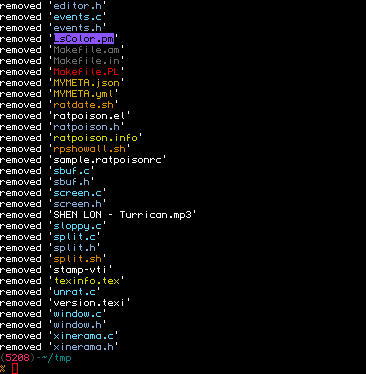 removed 'editor.h'
removed 'events.c'
removed 'events.h'
removed 'LsColor.pm'
removed 'Makefile.am'
removed 'Makefile.in'
removed 'Makefile.PL'
removed 'MYMETA.json'
removed 'MYMETA.yml'
removed 'ratdate.sh'
removed 'ratpoison.el'
removed 'ratpoison.h'
removed 'ratpoison.info'
removed 'rpshowall.sh'
removed 'sample.ratpoisonrc'
removed 'sbuf.c'
removed 'sbuf.h'
removed 'screen.c'
removed 'screen.h'
removed 'SHEN LON - Turrican.mp3'
removed 'sloppy.c'
removed 'split.c'
removed 'split.h'
removed 'split.sh'
removed 'stamp-vti'
removed 'texinfo.tex'
removed 'unrat.c'
removed 'version.texi'
removed 'window.c'
removed 'window.h'
removed 'xinerama.c'
removed 'xinerama.h'
(5208)-~/tmp
%